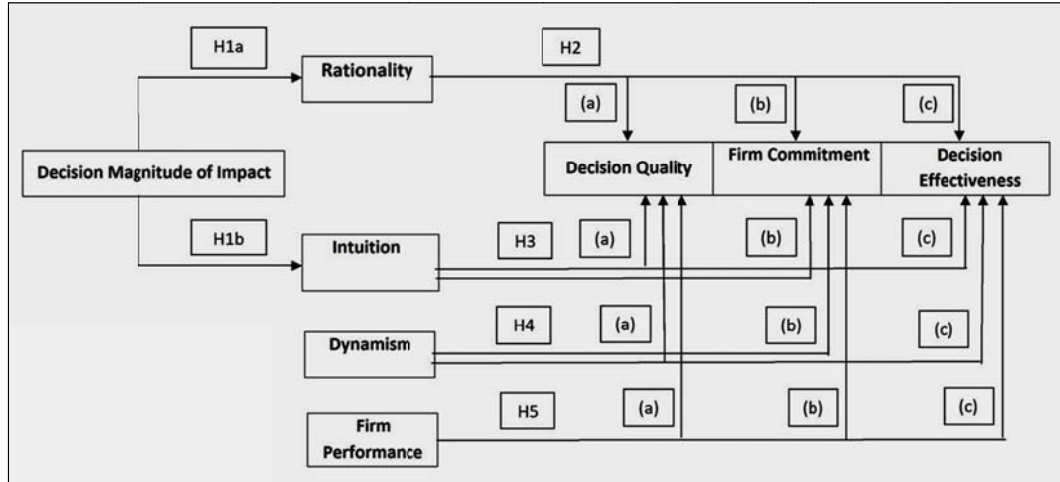 H1a
H2
Rationality
(a)
(b)
(c)
Decision Magnitude of Impact
Decision Quality
Firm Commitment
Decision
Effectiveness
H1b
Intuition
H3
(a)
(b)
(c)
Dynamism
H4
(a)
(b)
(c)
Firm
Performance
H5
(a)
(b)
(c)